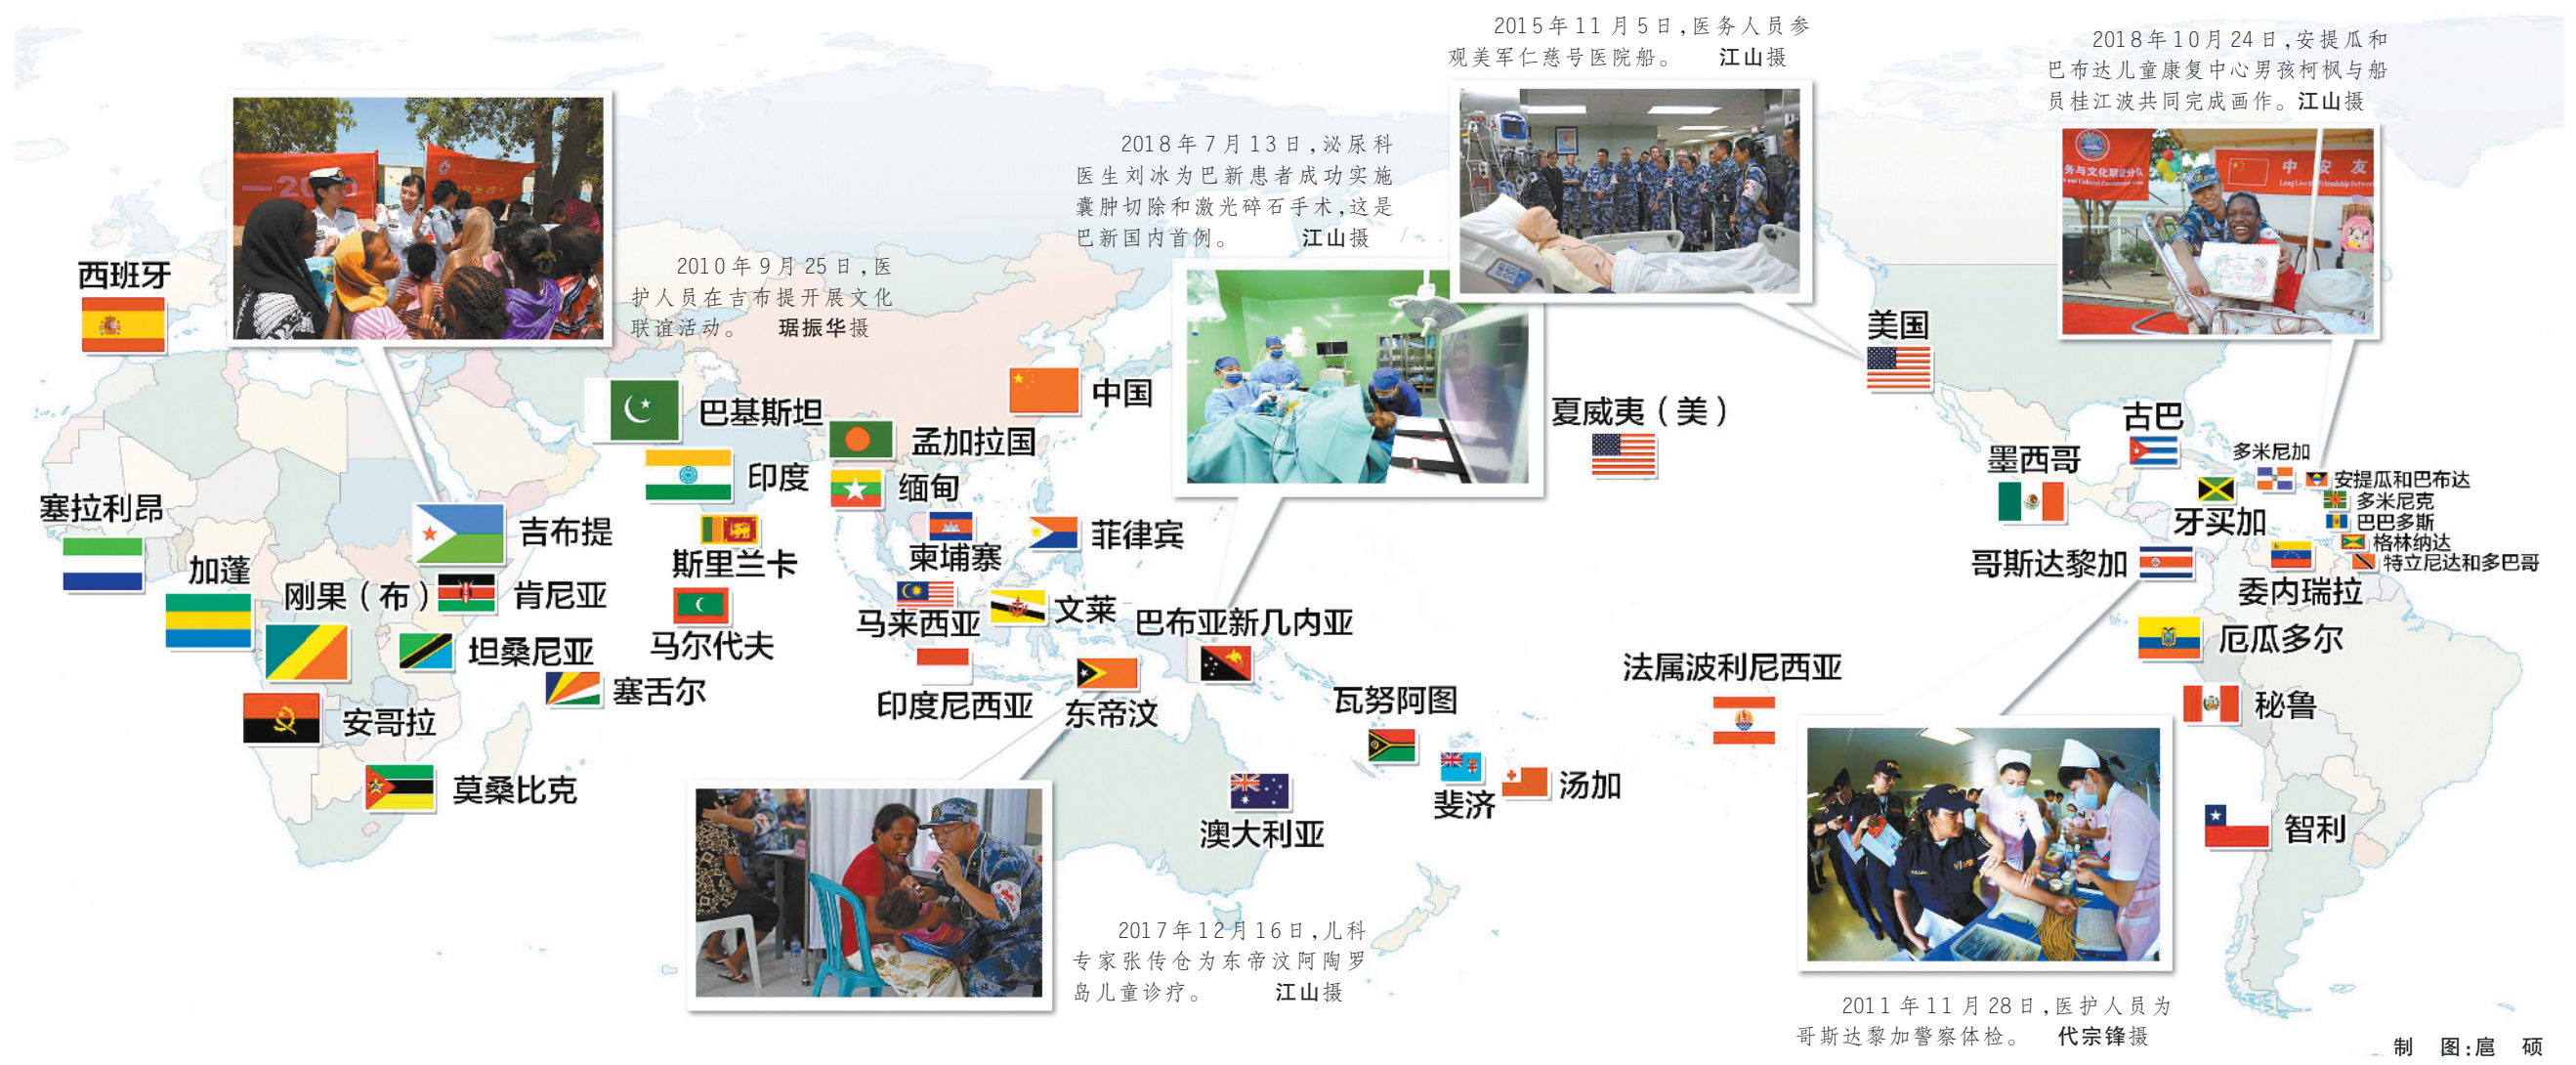 2015年11月5日,医务人员参
观美军仁慈号医院船。 江山摄
2018年10月24日,安提瓜和
巴布达儿童康复中心男孩柯枫与船
员桂江波共同完成画作。江山摄
2018年7月13日,泌尿科
医生刘冰为巴新患者成功实施
囊肿切除和激光碎石手术,这是
巴新国内首例。 江山摄
2010年9月25日,医
护人员在吉布提开展文化
联谊活动。 琚振华摄
务与文化联谊分队
中 安 友
西班牙
美国
中国
巴基斯坦
夏威夷（美）
古巴
孟加拉国
多米尼加
墨西哥
印度
缅甸
安提瓜和巴布达
多米尼克
塞拉利昂
牙买加
巴巴多斯
吉布提
菲律宾
格林纳达
斯里兰卡
柬埔寨
哥斯达黎加
特立尼达和多巴哥
加蓬
刚果（布）
肯尼亚
委内瑞拉
马来西亚
文莱
巴布亚新几内亚
马尔代夫
坦桑尼亚
厄瓜多尔
法属波利尼西亚
塞舌尔
印度尼西亚
东帝汶
瓦努阿图
秘鲁
安哥拉
莫桑比克
斐济
汤加
澳大利亚
智利
2017年12月16日,儿科
专家张传仓为东帝汶阿陶罗
岛儿童诊疗。 江山摄
2011年11月28日,医护人员为
哥斯达黎加警察体检。 代宗锋摄
制 图:扈 硕